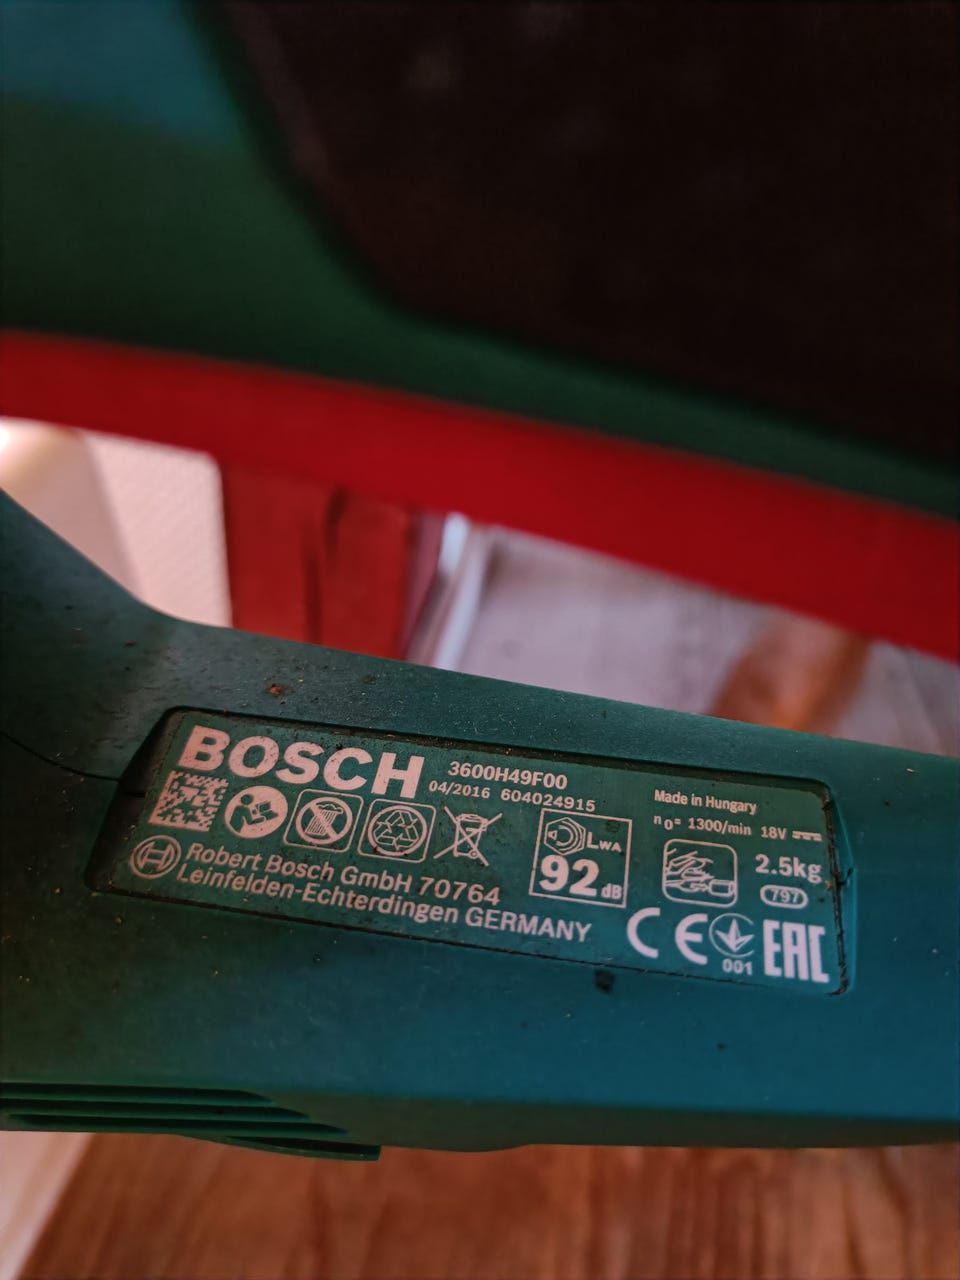 BOSCH
3600H49F00
04/2016 604024915
Robert Bosch GmbH 70764
Leinfelden-Echterdingen GERMANY
LWA
92 dB
Made in Hungary
n0= 1300/min 18V
2.5kg
797
CE
001
EAC